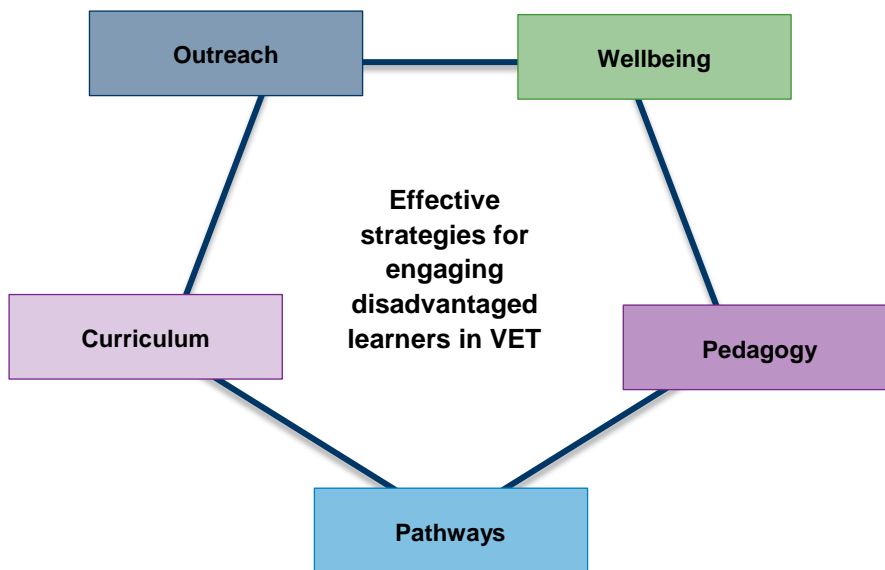 Outreach
Wellbeing
Effective
strategies for
engaging
disadvantaged
learners in VET
Curriculum
Pedagogy
Pathways